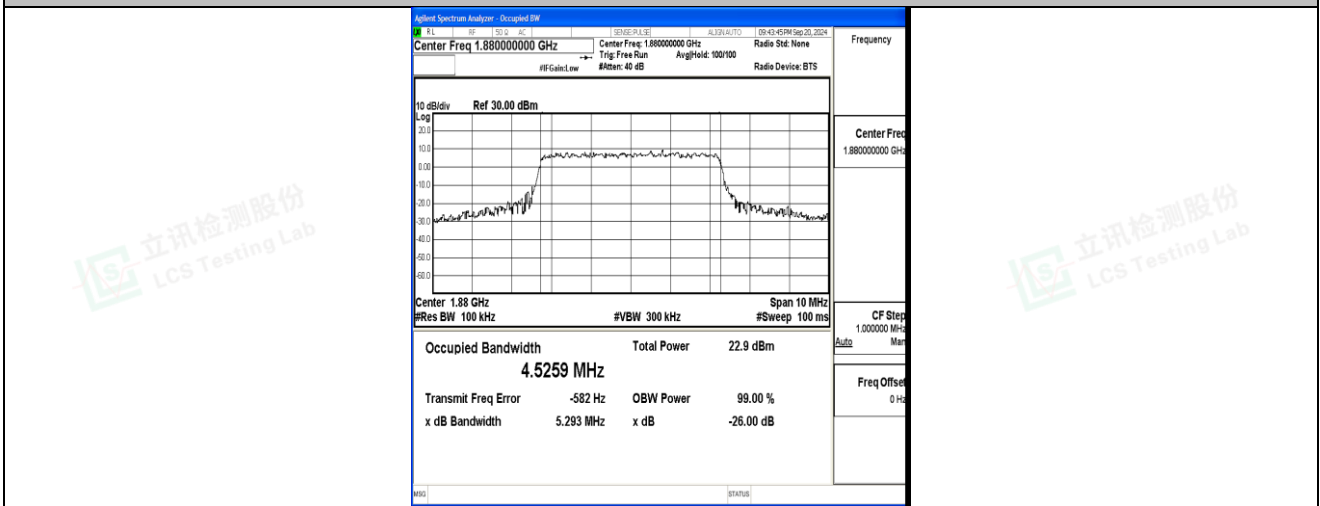 Agilent Spectrum Analyzer - Occupied BW
RL RF 50 Ω AC SENSE:PULSE ALIGN AUTO 09:43:45 PM Sep 20, 2024
Center Freq 1.880000000 GHz
Center Freq: 1.880000000 GHz
Radio Std: None
Trig: Free Run Avg|Hold: 100/100
#IFGain:Low
#Atten: 40 dB
Radio Device: BTS
Frequency
10 dB/div Ref 30.00 dBm
Log
20.0
10.0
0.00
-10.0
-20.0
-30.0
-40.0
-50.0
-60.0
Center 1.88 GHz Span 10 MHz
#Res BW 100 kHz #VBW 300 kHz #Sweep 100 ms
Occupied Bandwidth Total Power 22.9 dBm
4.5259 MHz
Transmit Freq Error -582 Hz OBW Power 99.00 %
x dB Bandwidth 5.293 MHz x dB -26.00 dB
Center Freq
1.880000000 GHz
CF Step
1.000000 MHz
Auto Man
Freq Offset
0 Hz
MSG STATUS
立讯检测股份
LCS Testing Lab
立讯检测股份
LCS Testing Lab